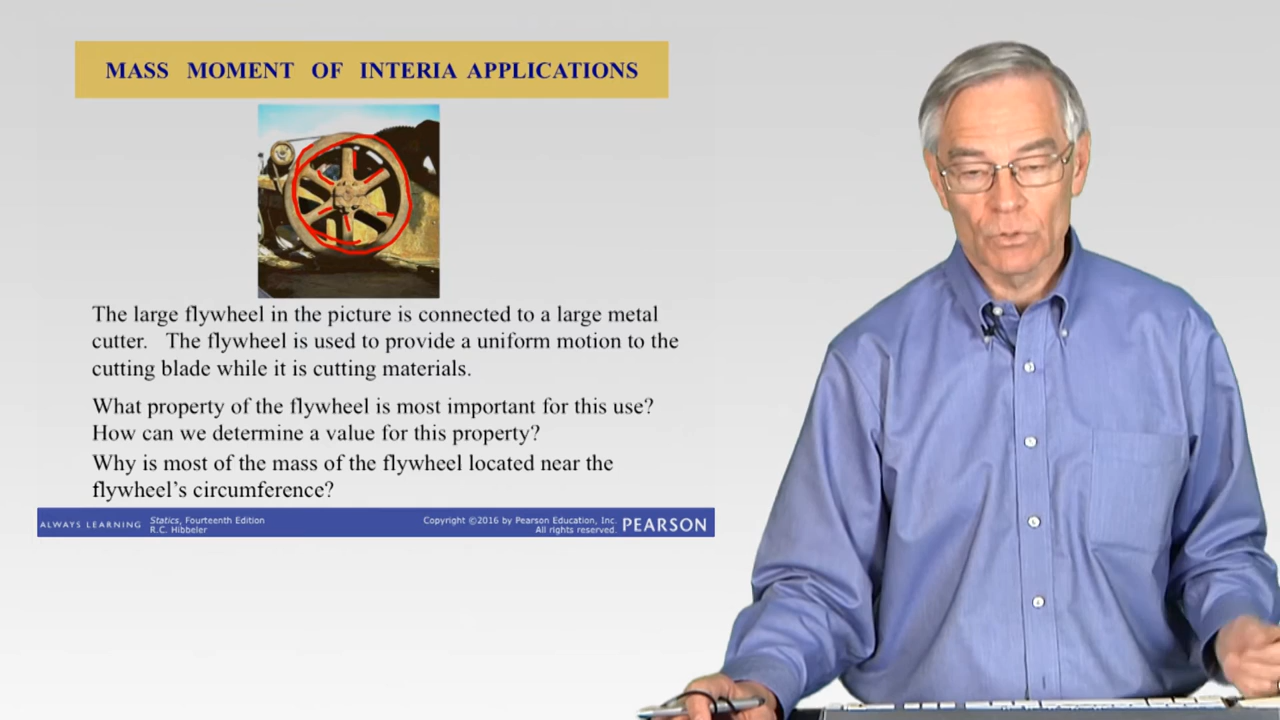 MASS MOMENT OF INTERIA APPLICATIONS
The large flywheel in the picture is connected to a large metal
cutter. The flywheel is used to provide a uniform motion to the
cutting blade while it is cutting materials.
What property of the flywheel is most important for this use?
How can we determine a value for this property?
Why is most of the mass of the flywheel located near the
flywheel's circumference?
ALWAYS LEARNING
Statics, Fourteenth Edition
R.C. Hibbeler
Copyright ©2016 by Pearson Education, Inc.
All rights reserved.
PEARSON